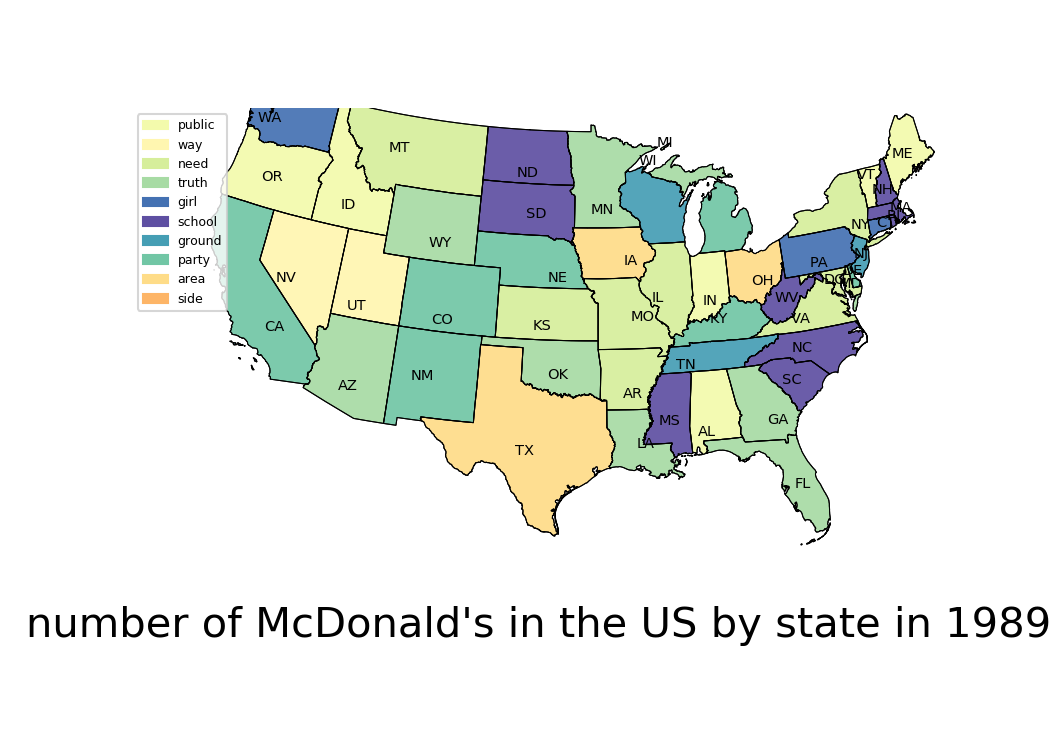 WA
MT
ND
MN
WI
MI
ME
VT
NH
MA
RI
CT
NY
OR
ID
SD
WY
IA
NE
PA
NJ
NV
UT
CO
KS
MO
IL
IN
OH
WV
VA
KY
MD
DE
DC
CA
AZ
NM
OK
AR
TN
NC
SC
MS
AL
GA
TX
LA
FL
public
way
need
truth
girl
school
ground
party
area
side
number of McDonald's in the US by state in 1989